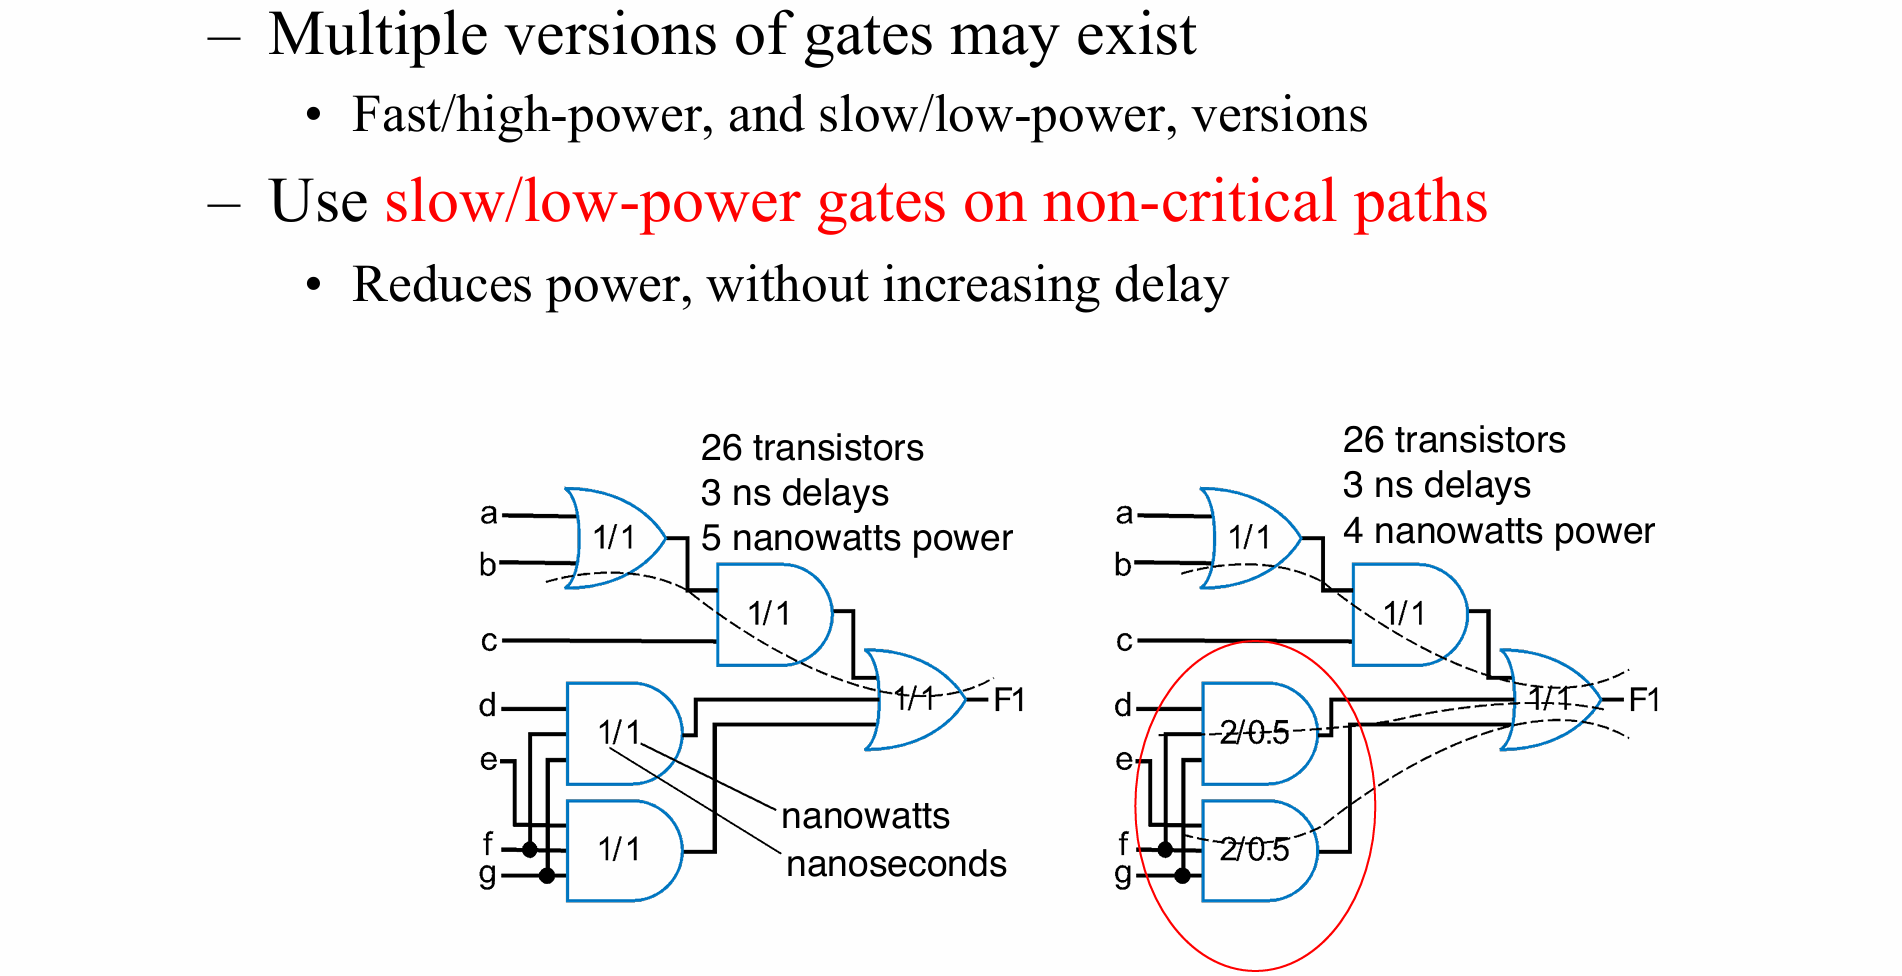 – Multiple versions of gates may exist
• Fast/high-power, and slow/low-power, versions
– Use slow/low-power gates on non-critical paths
• Reduces power, without increasing delay
26 transistors
3 ns delays
5 nanowatts power
a
b
c
d
e
f
g
1/1
1/1
1/1
1/1
1/1
F1
nanowatts
nanoseconds
26 transistors
3 ns delays
4 nanowatts power
a
b
c
d
e
f
g
1/1
1/1
1/1
2/0.5
2/0.5
F1